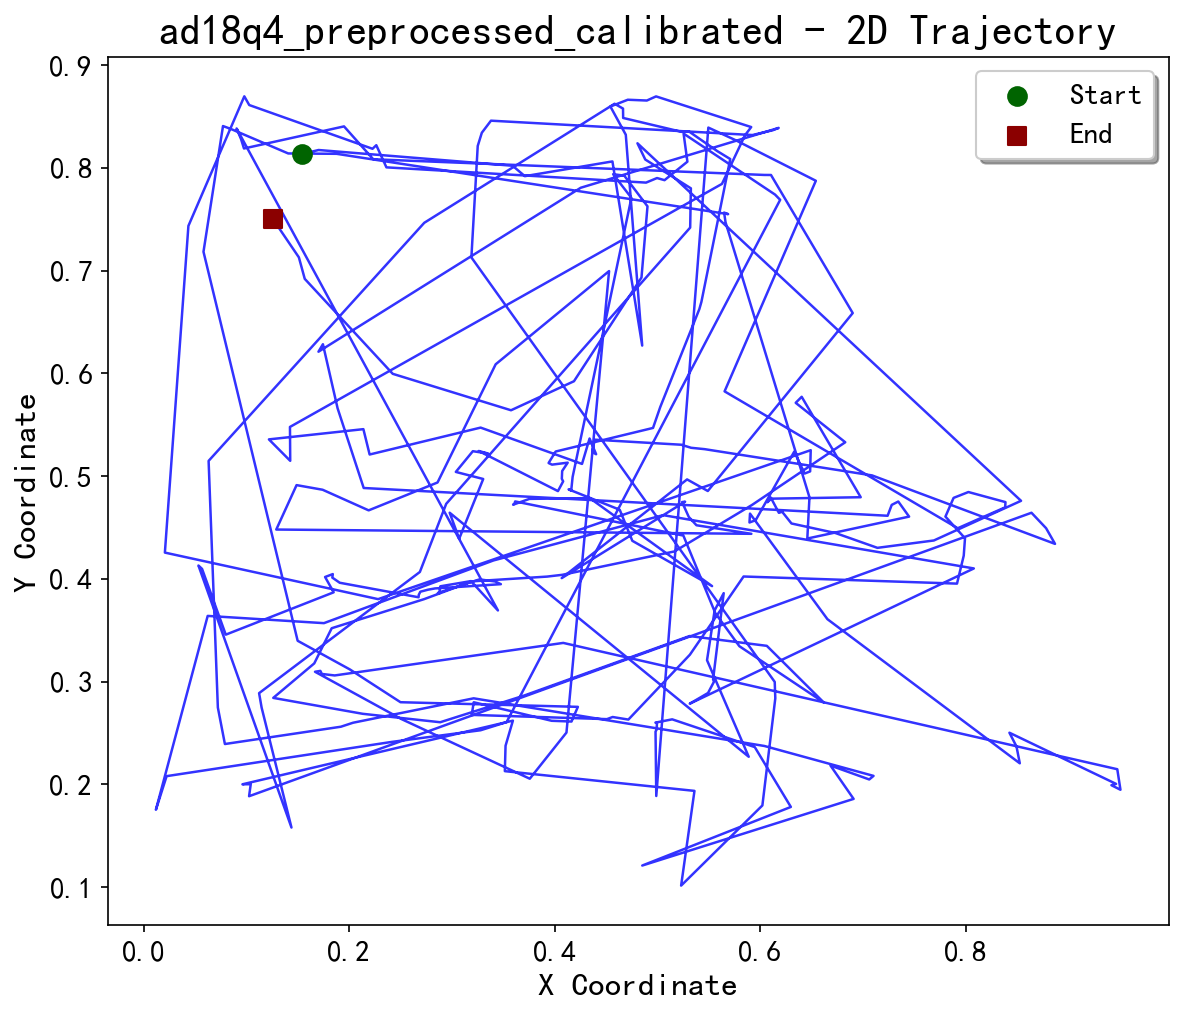 ad18q4_preprocessed_calibrated - 2D Trajectory
Start
End
0.9
0.8
0.7
0.6
0.5
0.4
0.3
0.2
0.1
Y Coordinate
0.0 0.2 0.4 0.6 0.8
X Coordinate